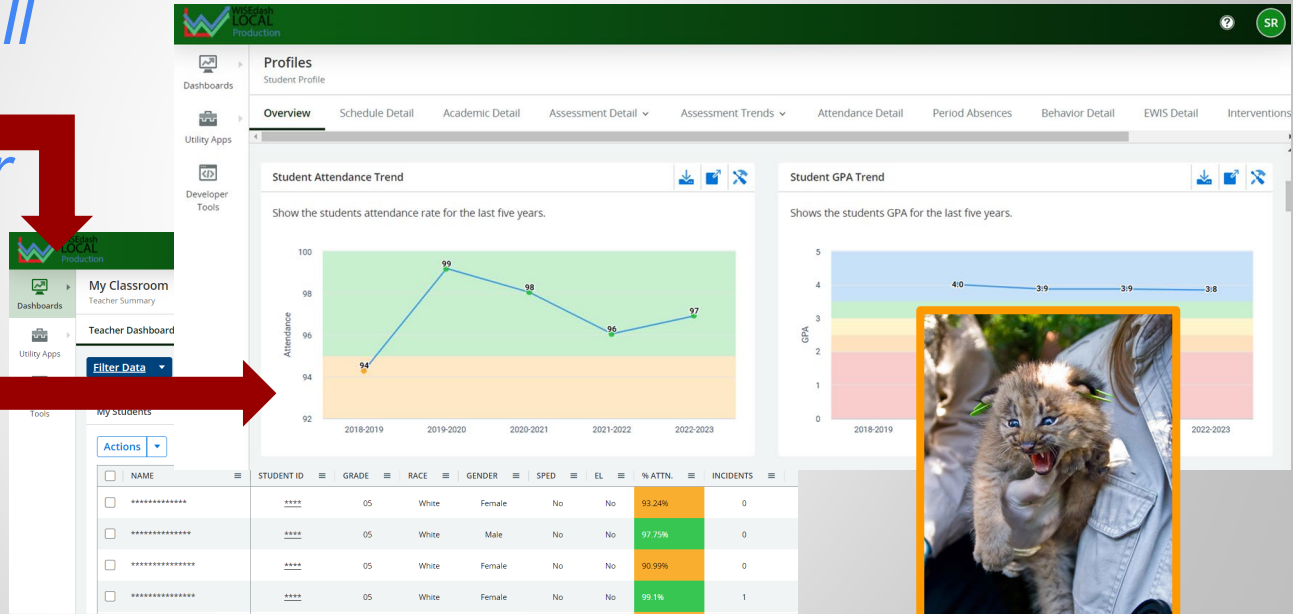 WISEdash
LOCAL
Production
?
SR
Dashboards
Utility Apps
Developer
Tools
Profiles
Student Profile
Overview Schedule Detail Academic Detail Assessment Detail Assessment Trends Attendance Detail Period Absences Behavior Detail EWIS Detail Interventions
Student Attendance Trend
Show the students attendance rate for the last five years.
100
98
96
94
92
Attendance
94
99
98
96
97
2018-2019 2019-2020 2020-2021 2021-2022 2022-2023
Student GPA Trend
Shows the students GPA for the last five years.
5
4
3
2
1
0
GPA
4.0 3.9 3.9 3.8
2018-2019 2022-2023
r
LOCAL
Production
Dashboards
Utility Apps
Tools
My Classroom
Teacher Summary
Teacher Dashboard
Filter Data
My Students
Actions
NAME STUDENT ID GRADE RACE GENDER SPED EL % ATTN. INCIDENTS
************* **** 05 White Female No No 93.24% 0
************** **** 05 White Male No No 97.75% 0
*************** **** 05 White Female No No 90.99% 0
*************** **** 05 White Female No No 99.1% 1